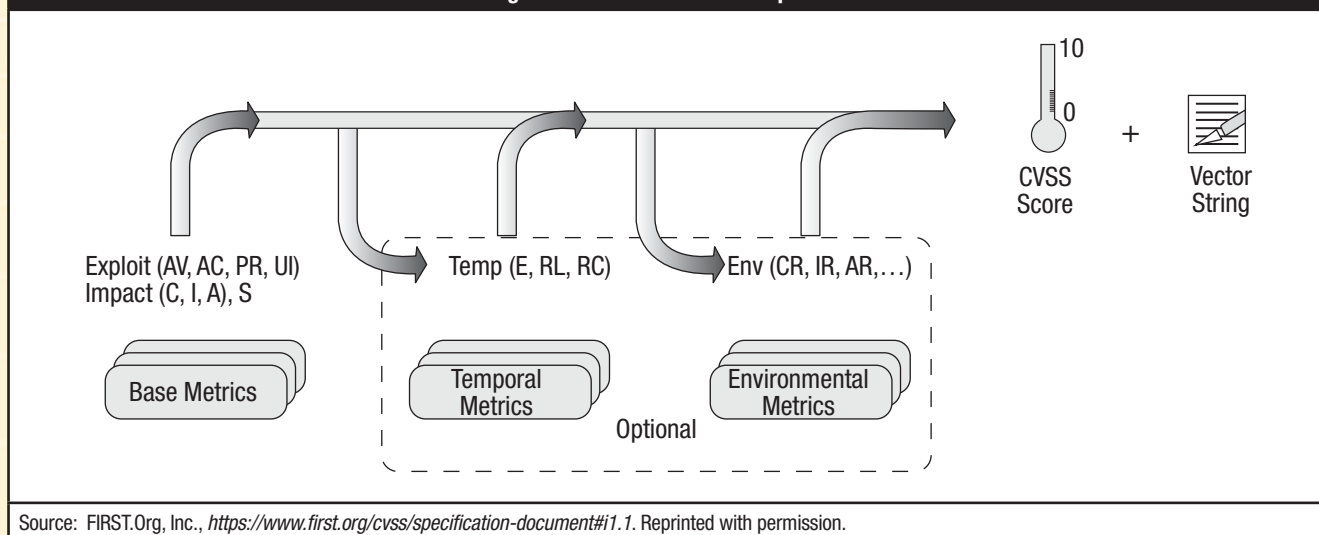 10
0
+
CVSS
Score
Vector
String
Exploit (AV, AC, PR, UI)
Impact (C, I, A), S
Temp (E, RL, RC)
Env (CR, IR, AR,…)
Base Metrics
Temporal
Metrics
Environmental
Metrics
Optional
Source: FIRST.Org, Inc., https://www.first.org/cvss/specification-document#i1.1. Reprinted with permission.